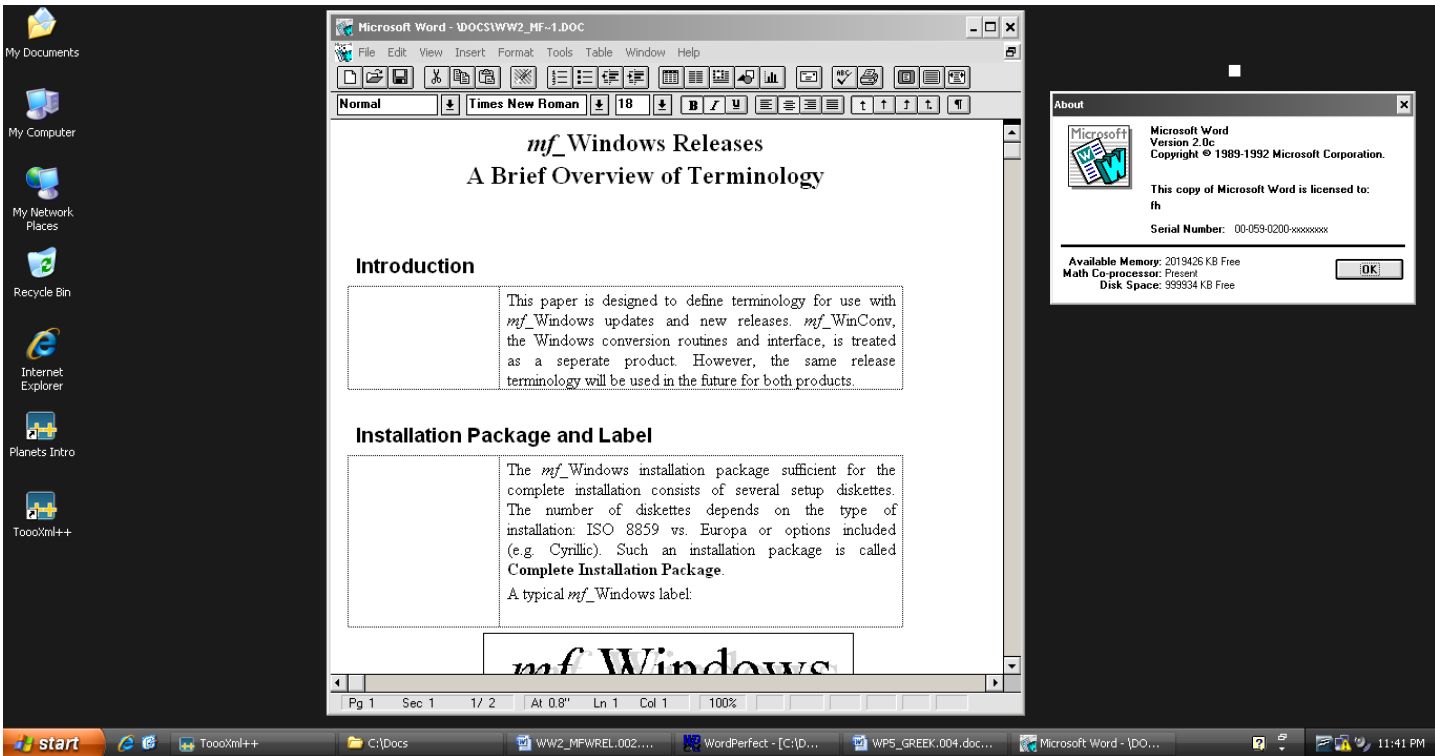 My Documents
My Computer
My Network
Places
Recycle Bin
Internet
Explorer
Planets Intro
ToooXml++
Microsoft Word - \DOCS\WW2_MF~1.DOC
File Edit View Insert Format Tools Table Window Help
Normal Times New Roman 18 B I U
mf_Windows Releases
A Brief Overview of Terminology
Introduction
This paper is designed to define terminology for use with
mf_Windows updates and new releases. mf_WinConv,
the Windows conversion routines and interface, is treated
as a seperate product. However, the same release
terminology will be used in the future for both products.
Installation Package and Label
The mf_Windows installation package sufficient for the
complete installation consists of several setup diskettes.
The number of diskettes depends on the type of
installation: ISO 8859 vs. Europa or options included
(e.g. Cyrillic). Such an installation package is called
Complete Installation Package.
A typical mf_Windows label:
mf_Windows
Pg 1 Sec 1 1/ 2 At 0.8" Ln 1 Col 1 100%
About
Microsoft
Microsoft Word
Version 2.0c
Copyright © 1989-1992 Microsoft Corporation.
This copy of Microsoft Word is licensed to:
fh
Serial Number: 00-059-0200-xxxxxxxx
Available Memory: 2019426 KB Free
Math Co-processor: Present
Disk Space: 999934 KB Free
OK
start ToooXml++ C:\Docs WW2_MFWREL.002.... WordPerfect - [C:\D... WP5_GREEK.004.doc... Microsoft Word - \DO... 11:41 PM